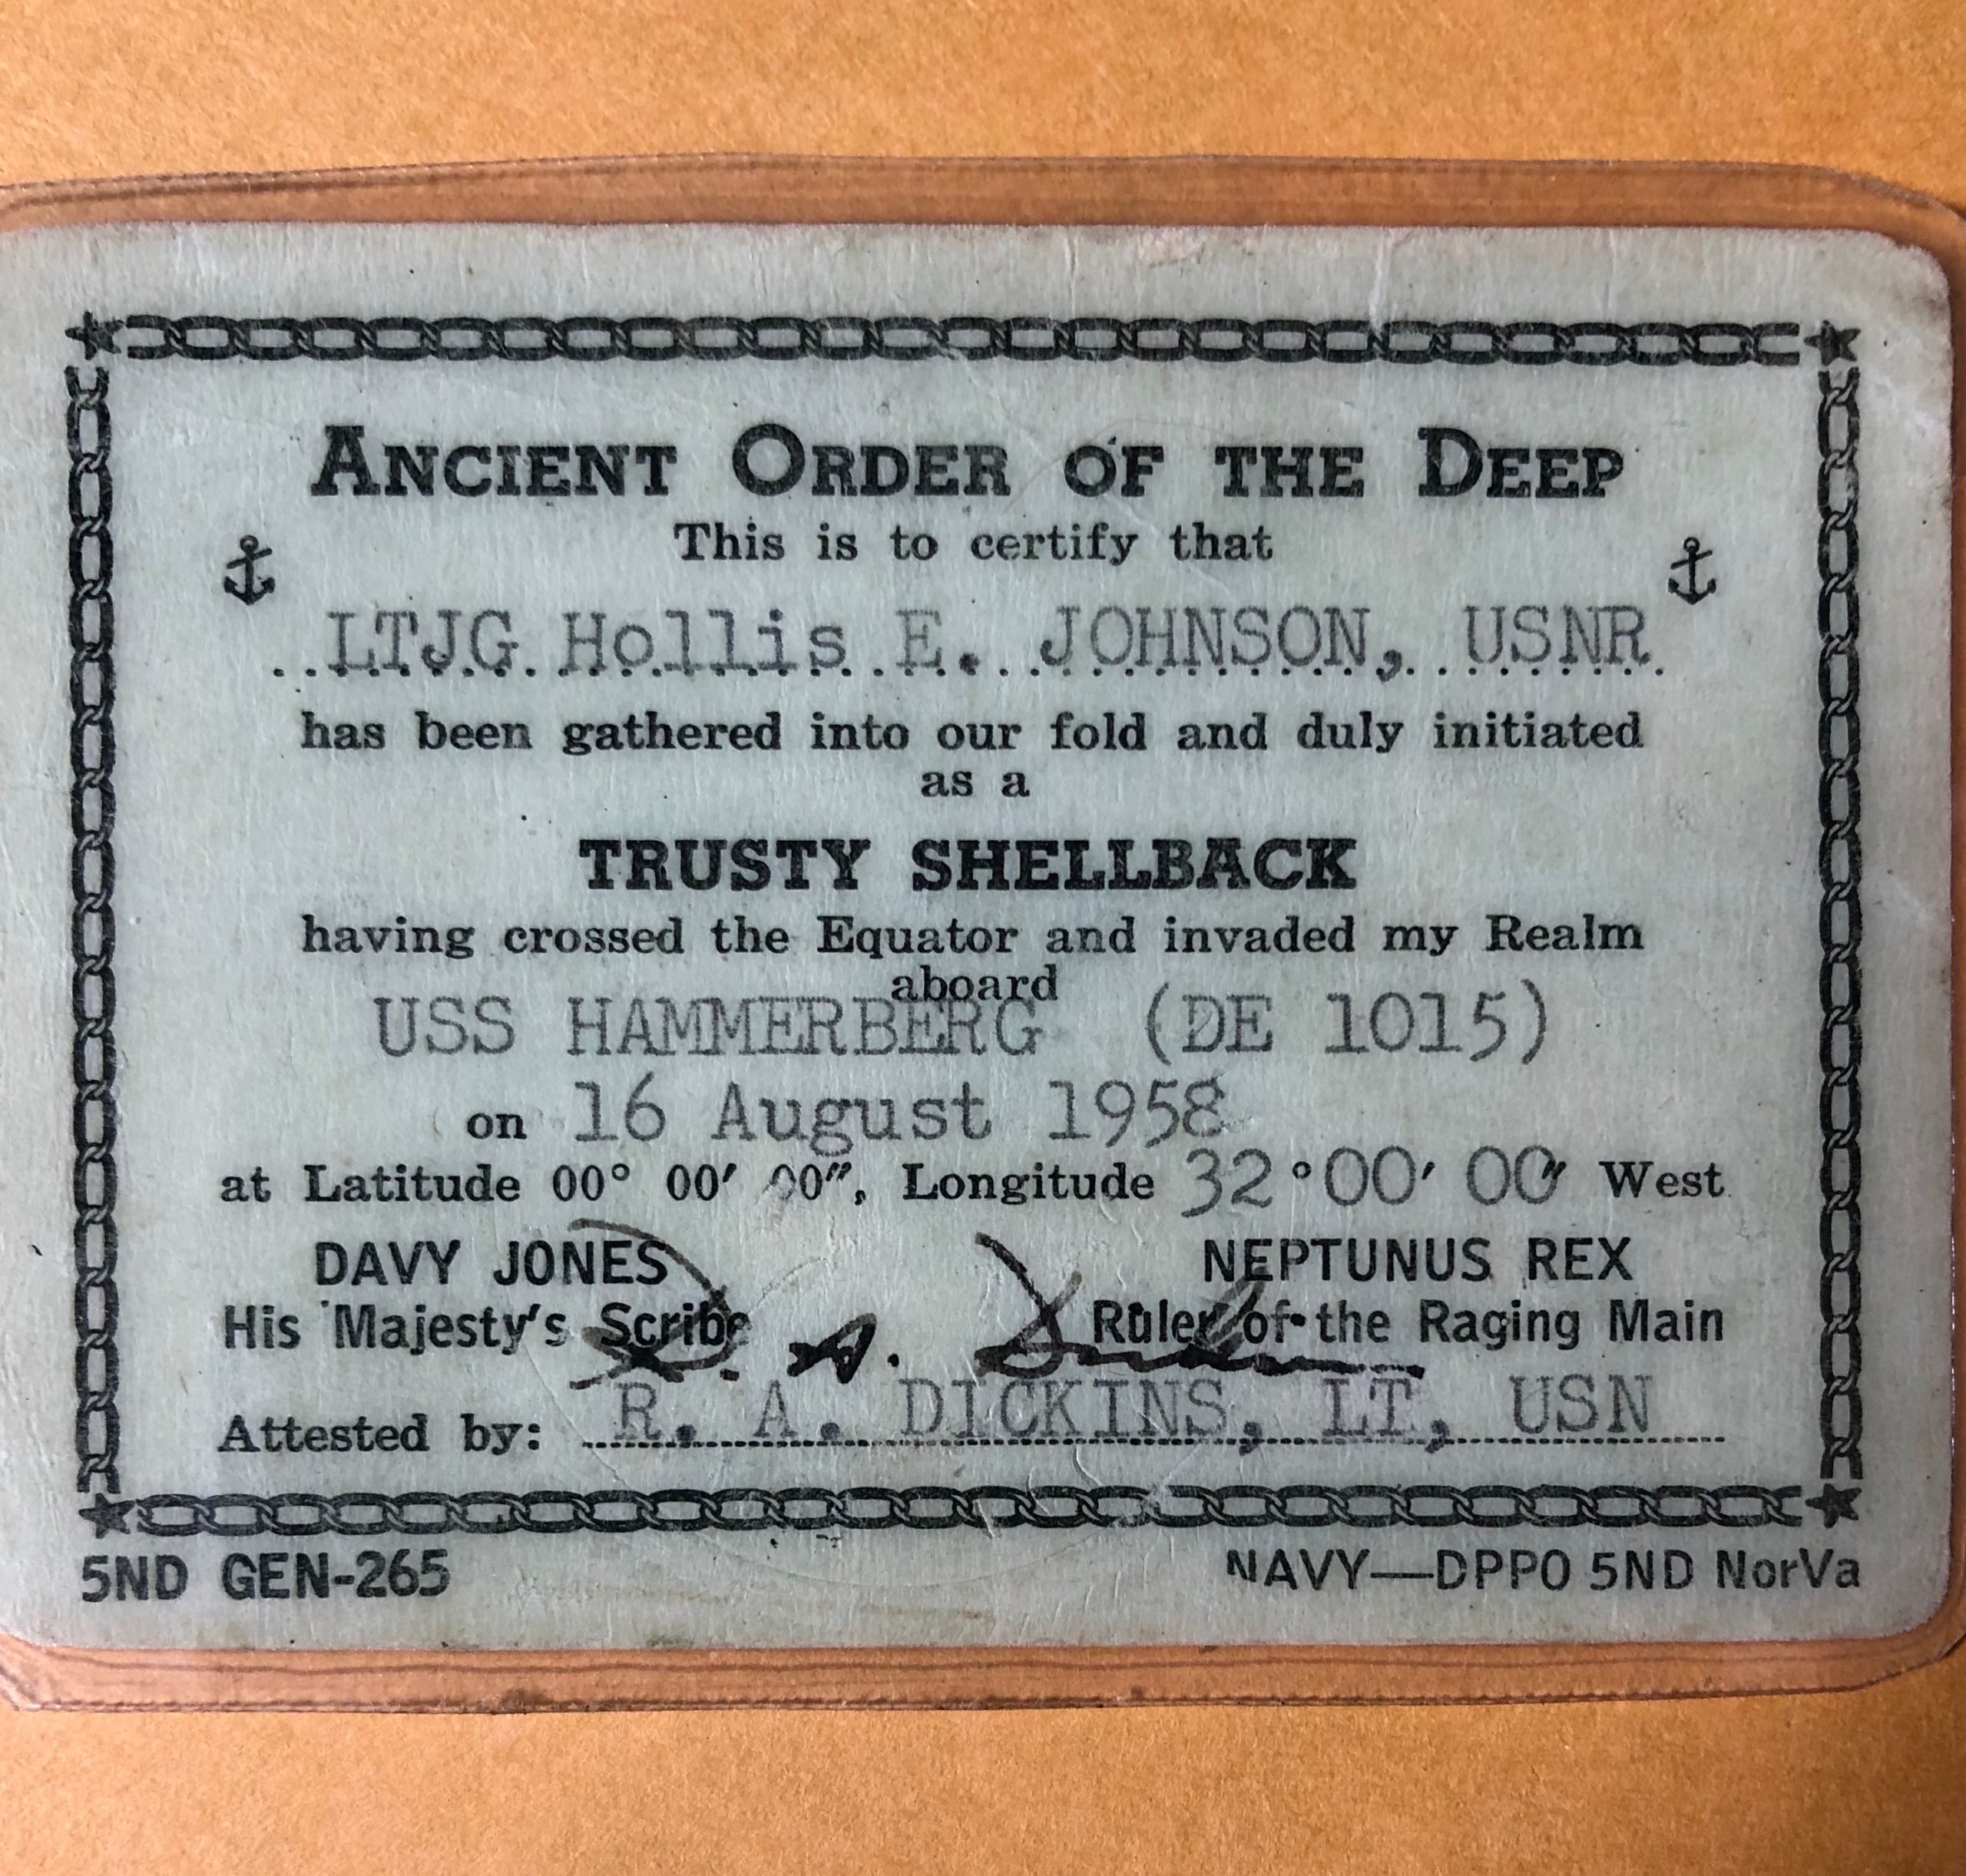 ANCIENT ORDER OF THE DEEP
This is to certify that
LTJG Hollis E. JOHNSON, USNR
has been gathered into our fold and duly initiated
as a
TRUSTY SHELLBACK
having crossed the Equator and invaded my Realm
aboard
USS HAMMERBERG (DE 1015)
on 16 August 1958
at Latitude 00° 00′ 00″, Longitude 32°00′ 00″ West
DAVY JONES NEPTUNUS REX
His Majesty's Scribe Ruler of the Raging Main
R. A. Dickins
Attested by: R. A. DICKINS, LT, USN
5ND GEN-265 NAVY—DPPO 5ND NorVa